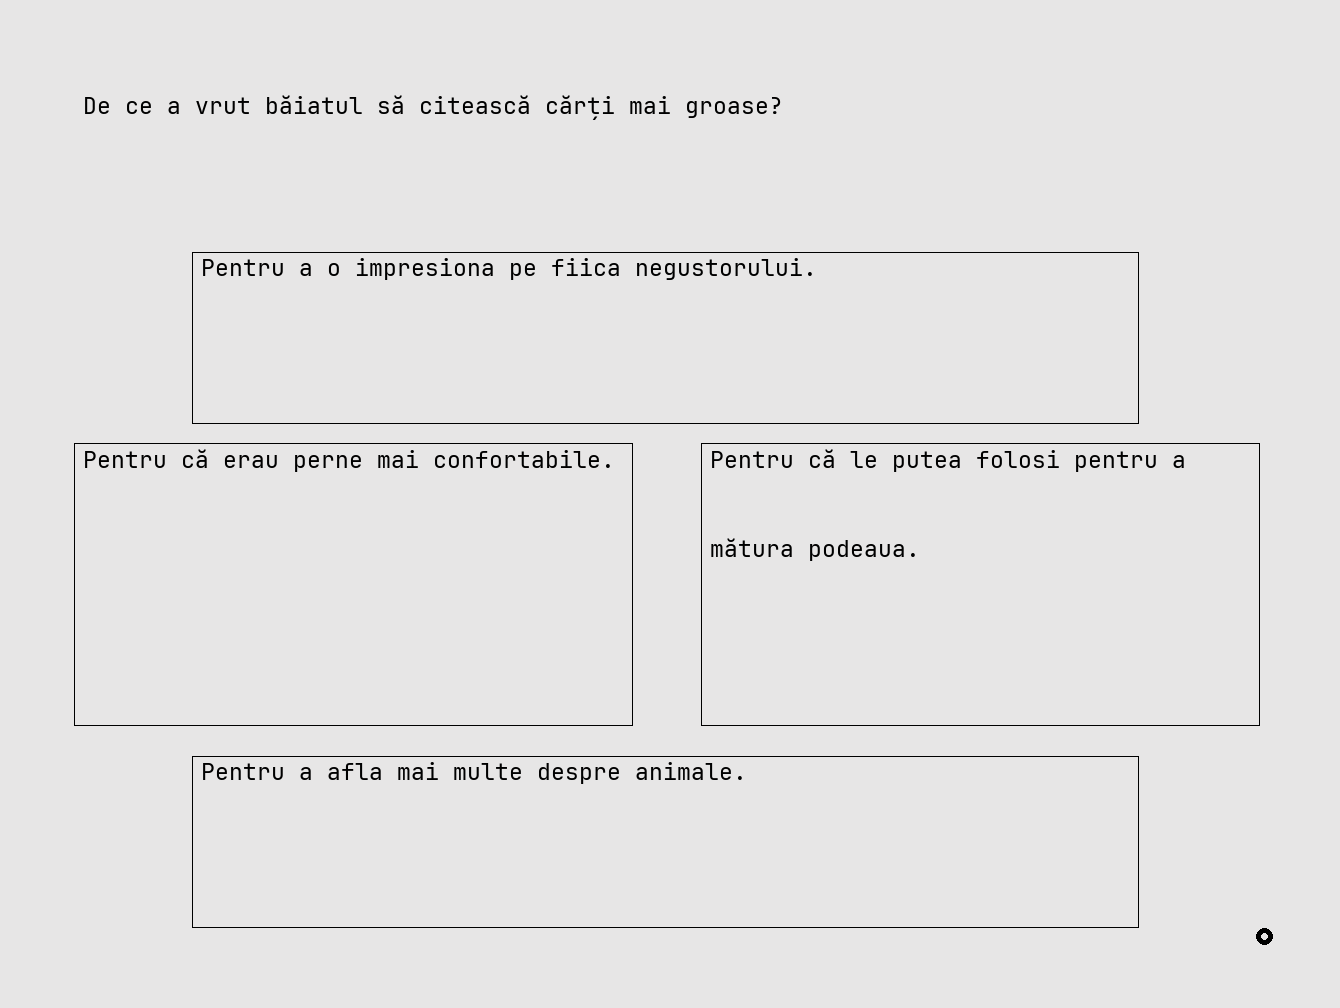 De ce a vrut băiatul să citească cărți mai groase?
Pentru a o impresiona pe fiica negustorului.
Pentru că erau perne mai confortabile.
Pentru că le putea folosi pentru a
mătura podeaua.
Pentru a afla mai multe despre animale.